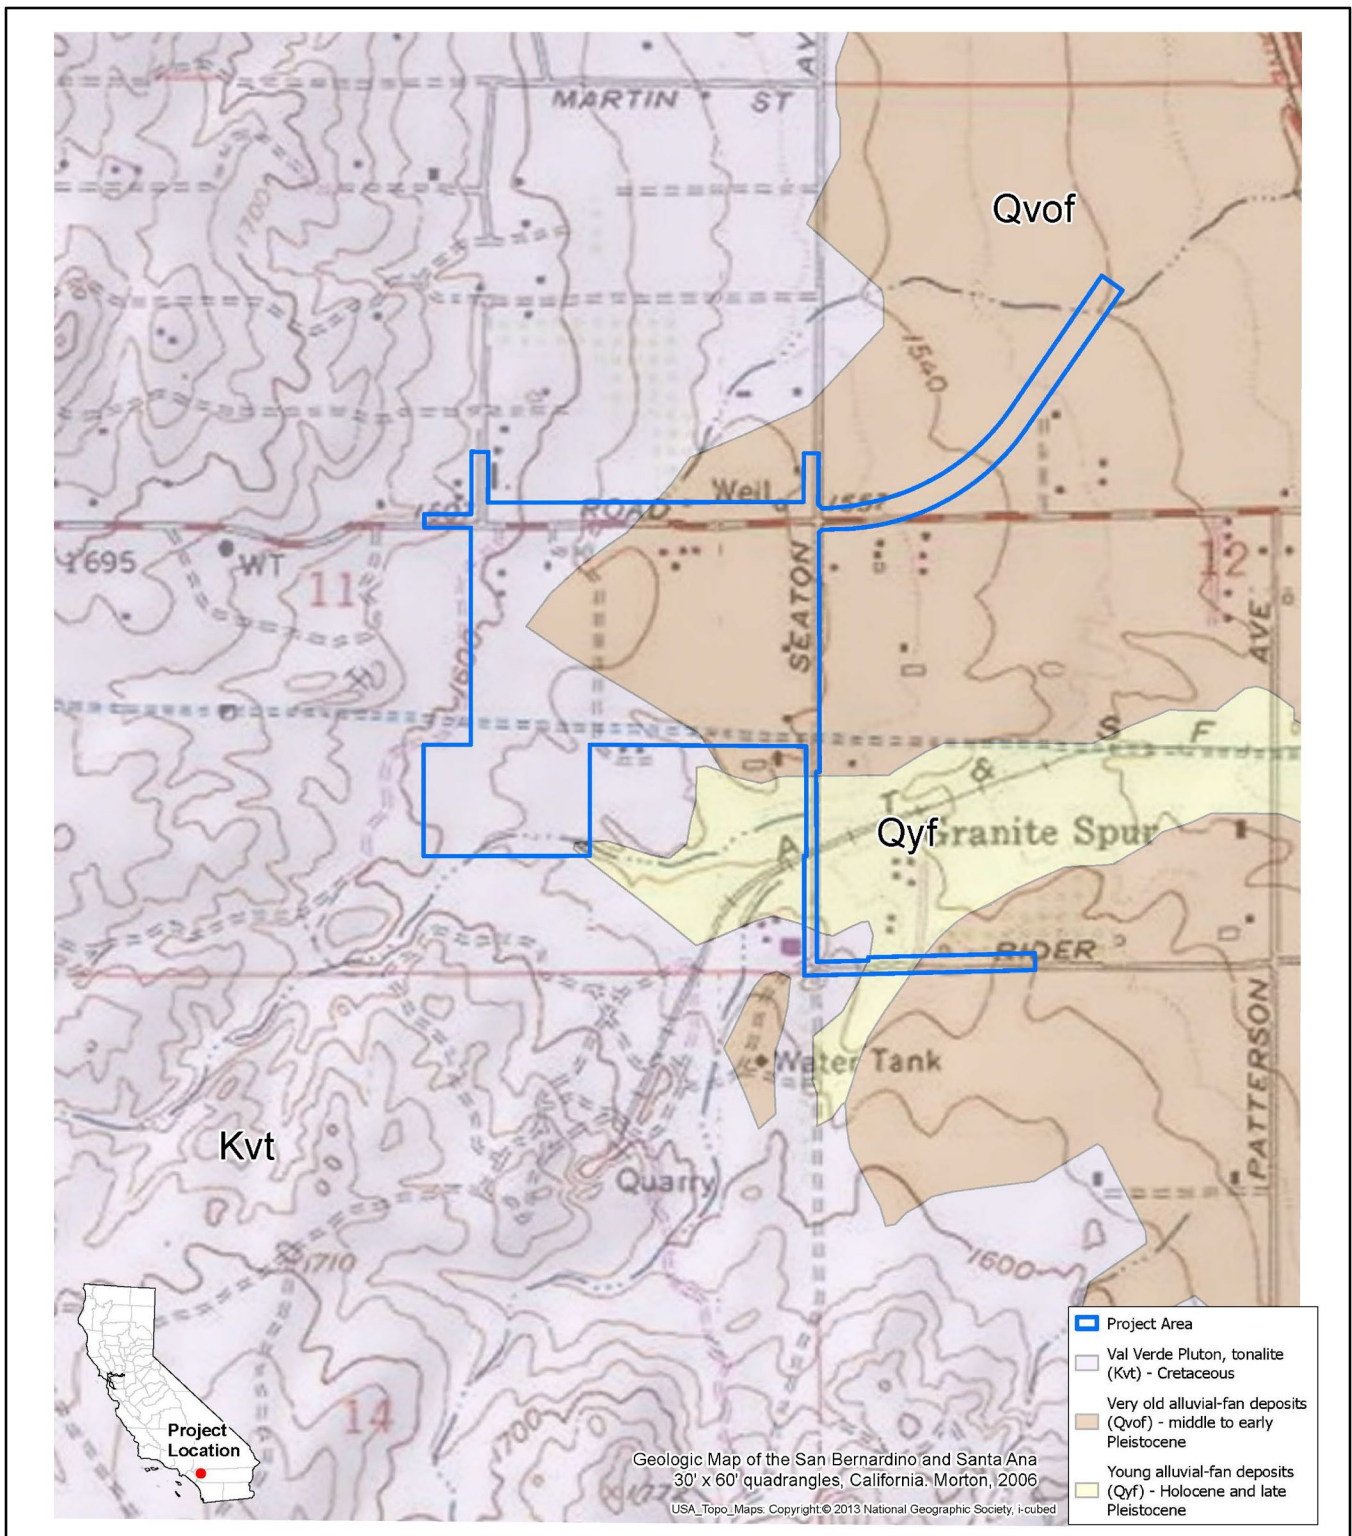 AV
MARTIN ST
1700
Qvof
1540
Well
ROAD
1557
1695
WT
11
SEATON
12
AVE
1600
S F
&
T
Qyf
Granite Spur
A
RIDER
Water Tank
PATTERSON
Kvt
Quarry
1710
1600
14
1700
Project
Location
Geologic Map of the San Bernardino and Santa Ana
30' x 60' quadrangles, California. Morton, 2006
USA_Topo_Maps: Copyright:© 2013 National Geographic Society, i-cubed
Project Area
Val Verde Pluton, tonalite
(Kvt) - Cretaceous
Very old alluvial-fan deposits
(Qvof) - middle to early
Pleistocene
Young alluvial-fan deposits
(Qyf) - Holocene and late
Pleistocene